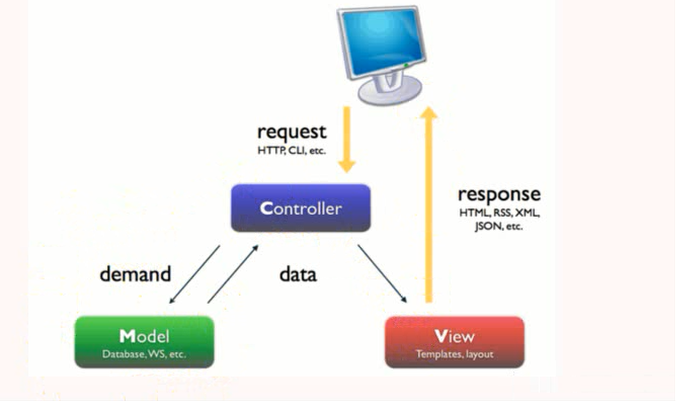 request
HTTP, CLI, etc.
Controller
response
HTML, RSS, XML,
JSON, etc.
demand
data
Model
Database, WS, etc.
View
Templates, layout